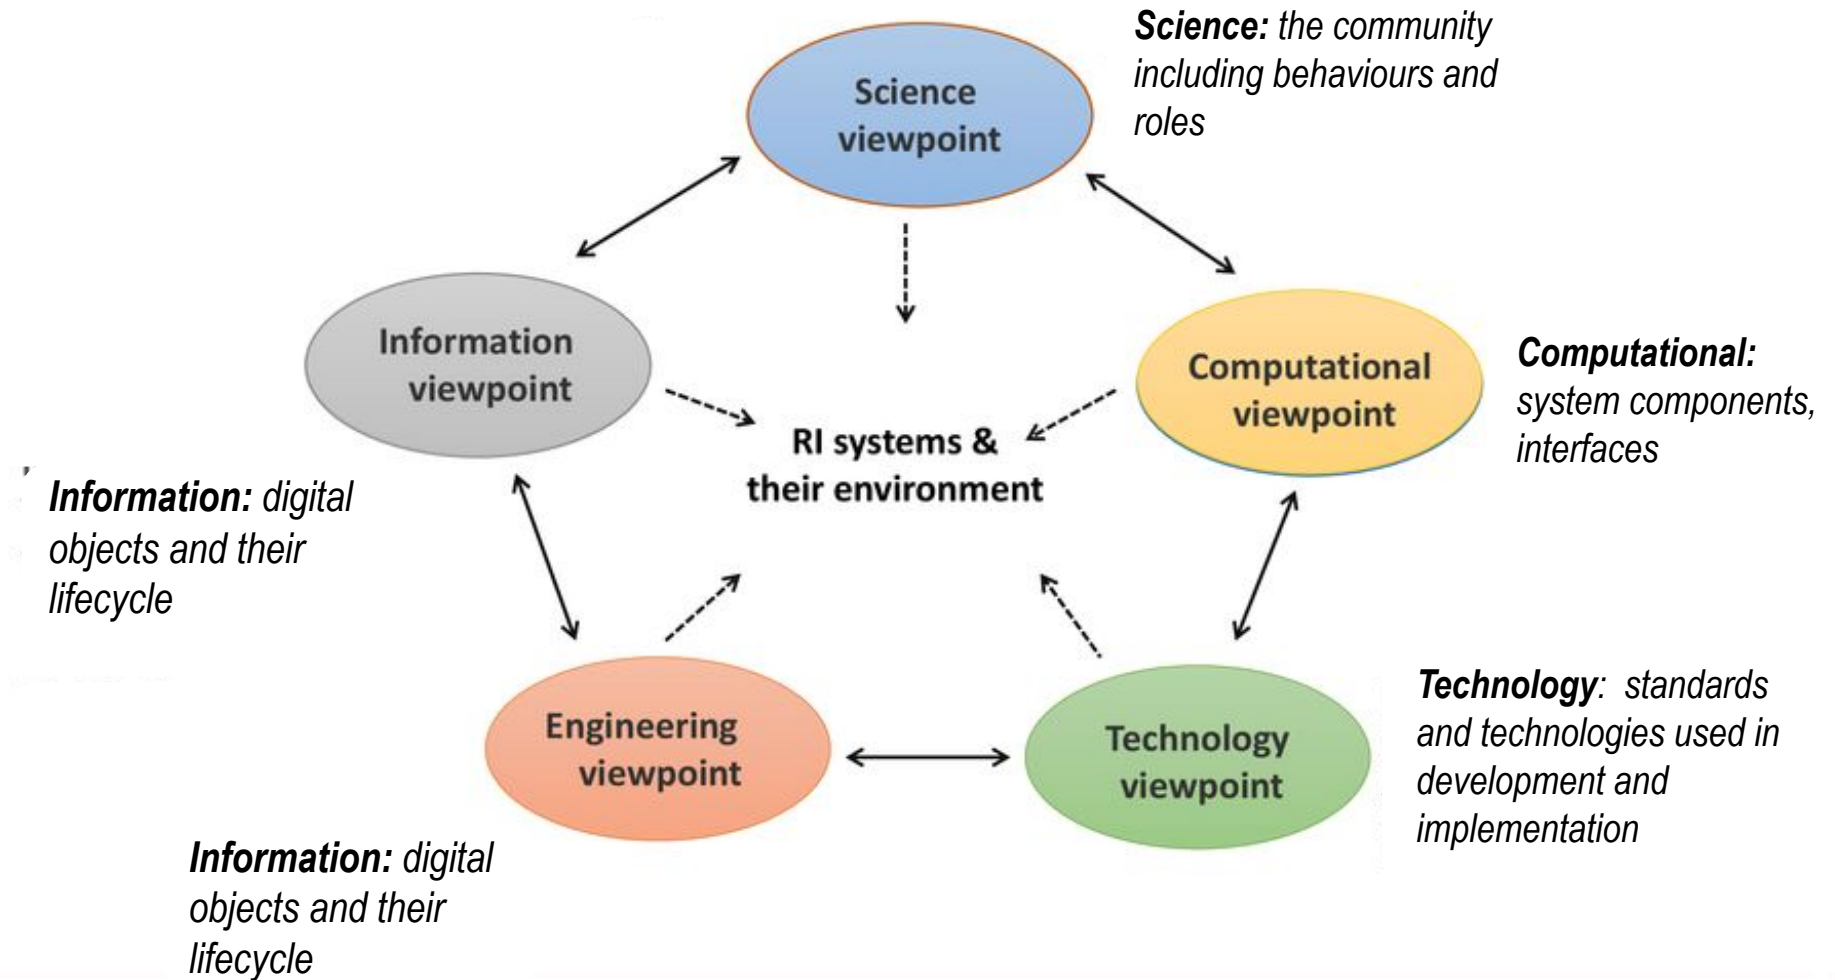 Science
viewpoint
Science: the community
including behaviours and
roles
Information
viewpoint
Computational
viewpoint
Computational:
system components,
interfaces
RI systems &
their environment
Information: digital
objects and their
lifecycle
Engineering
viewpoint
Technology
viewpoint
Technology: standards
and technologies used in
development and
implementation
Information: digital
objects and their
lifecycle